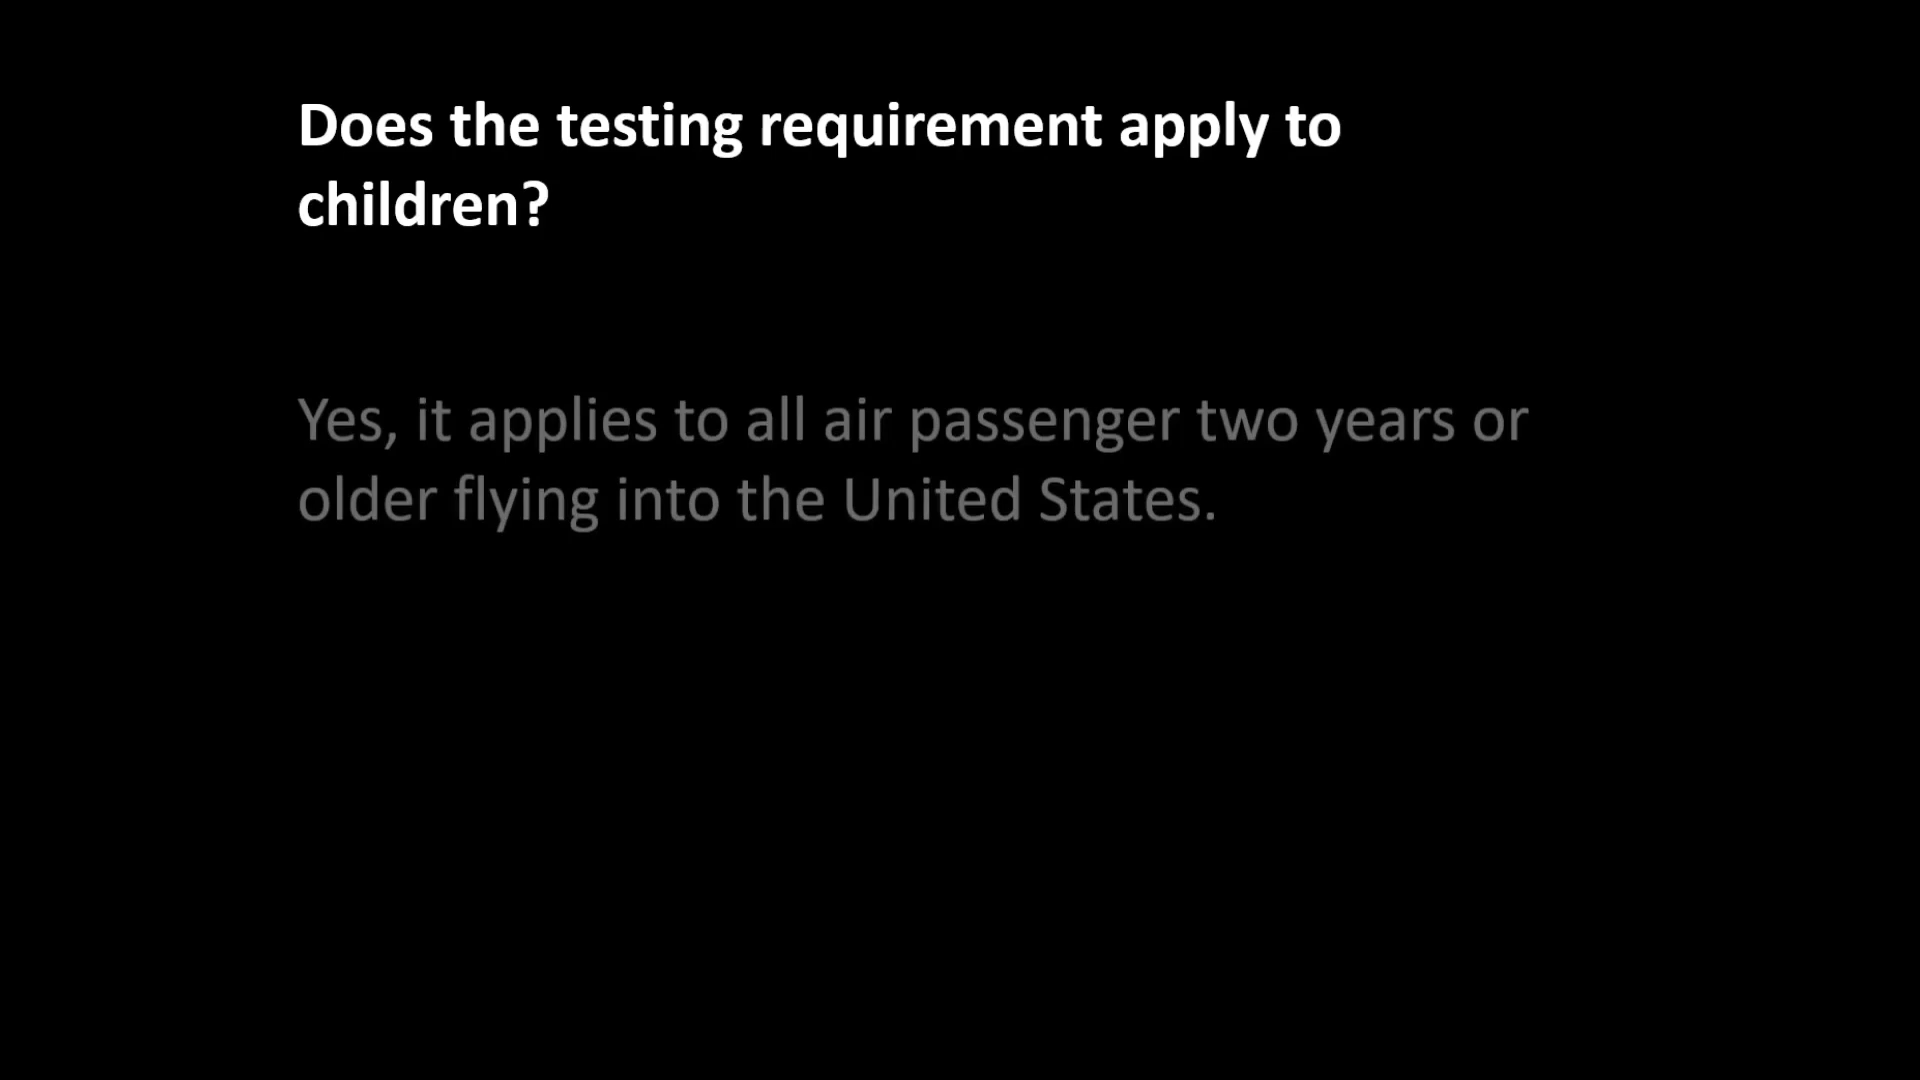 Does the testing requirement apply to
children?
Yes, it applies to all air passenger two years or
older flying into the United States.